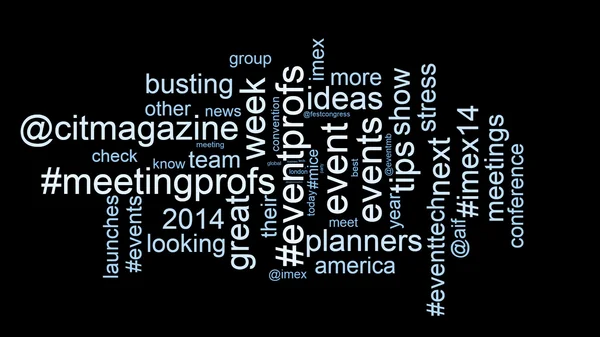 group
imex
busting
week
#eventprofs
more
ideas
show
stress
other
news
convention
@festcongress
@citmagazine
event
events
tips
#imex14
meetings
meeting
check
know
team
global
london
#mice
best
@eventmb
next
#meetingprofs
great
their
today
year
conference
launches
#events
2014
meet
#eventtech
@aif
looking
planners
@imex
america